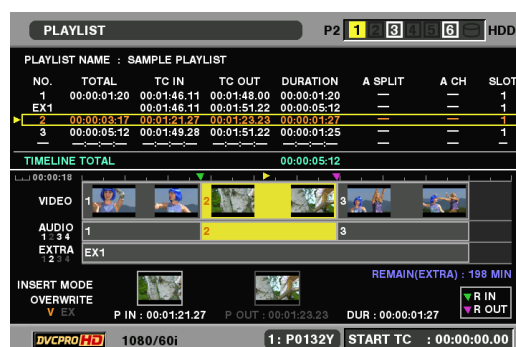 PLAYLIST P2 1 2 3 4 5 6 HDD
PLAYLIST NAME : SAMPLE PLAYLIST
NO. TOTAL TC IN TC OUT DURATION A SPLIT A CH SLOT
1 00:00:01:20 00:01:46.11 00:01:48.00 00:00:01:20 — — 1
EX1 00:01:46.11 00:01:51.22 00:00:05:12 — — 1
2 00:00:03:17 00:01:21.27 00:01:23.23 00:00:01:27 — — 1
3 00:00:05:12 00:01:49.28 00:01:51.22 00:00:01:25 — — 1
— —:—:—:— —:—:—:— —:—:—:— —:—:—:— — — —
TIMELINE TOTAL 00:00:05:12
00:00:18
VIDEO 1 2 3
AUDIO 1 2 3
1 2 3 4
EXTRA EX1
1 2 3 4
REMAIN(EXTRA) : 198 MIN
INSERT MODE
OVERWRITE
V EX
R IN
R OUT
P IN : 00:01:21.27 P OUT : 00:01:23.23 DUR : 00:00:01:27
DVCPRO HD 1080/60i 1: P0132Y START TC : 00:00:00.00